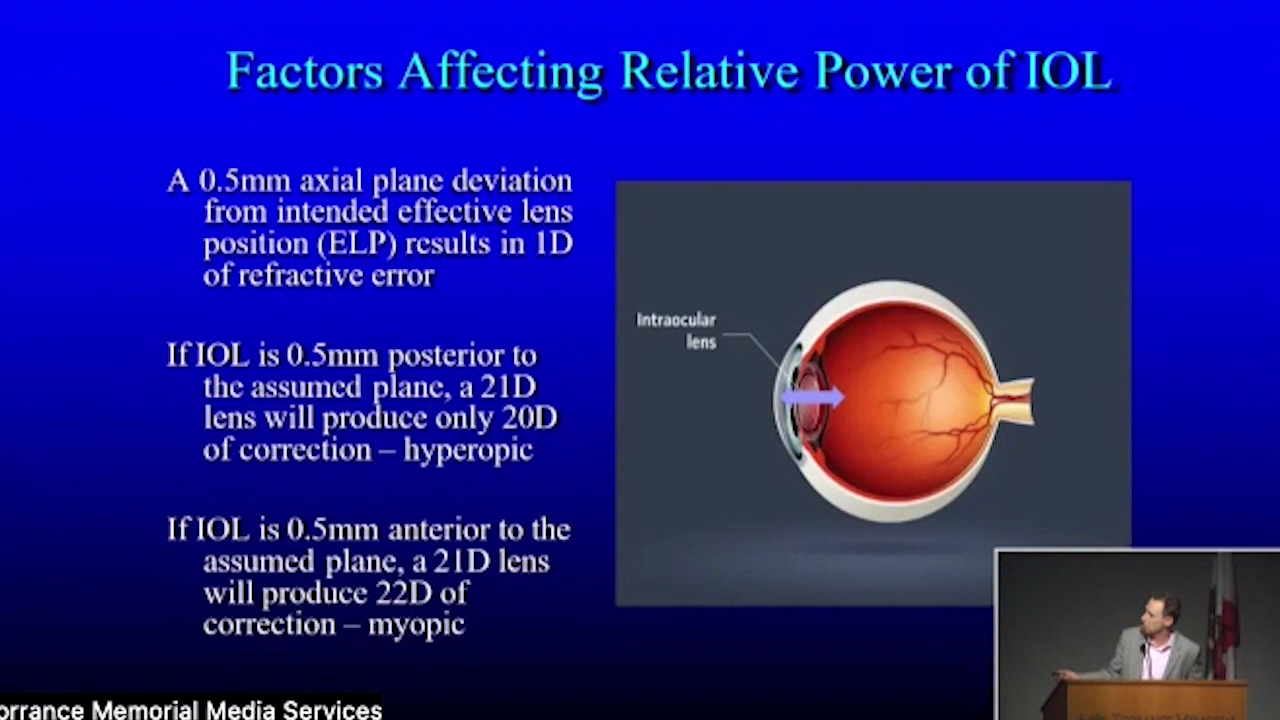 Factors Affecting Relative Power of IOL
A 0.5mm axial plane deviation
from intended effective lens
position (ELP) results in 1D
of refractive error
If IOL is 0.5mm posterior to
the assumed plane, a 21D
lens will produce only 20D
of correction – hyperopic
If IOL is 0.5mm anterior to the
assumed plane, a 21D lens
will produce 22D of
correction – myopic
Intraocular
lens
orrance Memorial Media Services